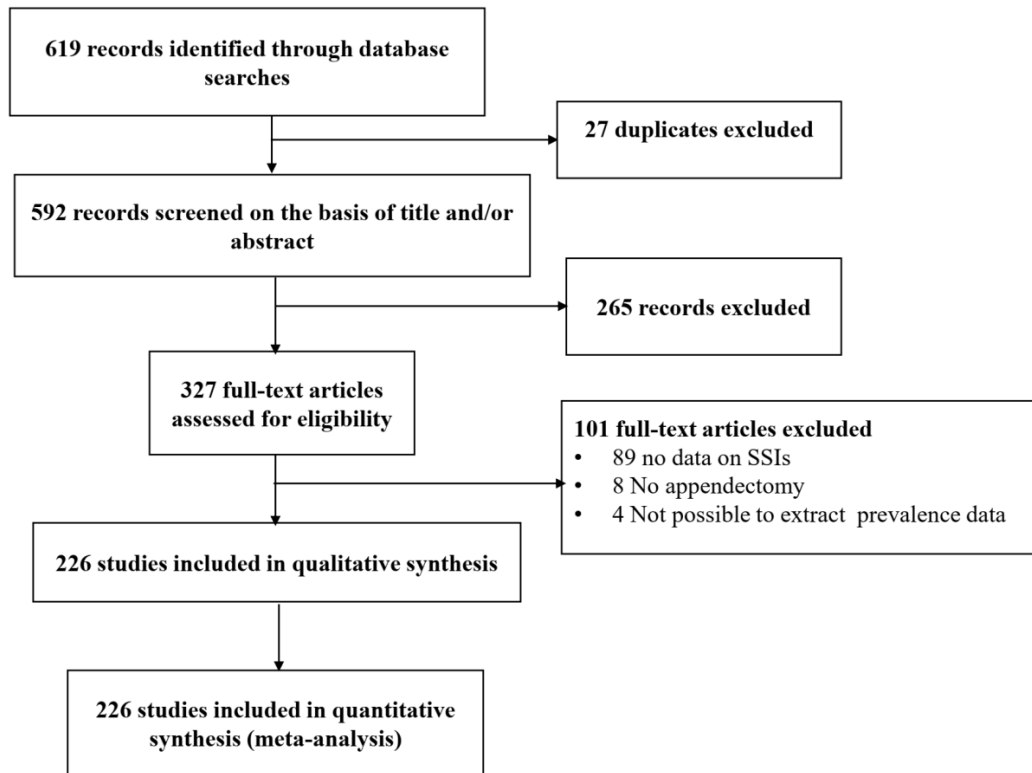 619 records identified through database
searches
27 duplicates excluded
592 records screened on the basis of title and/or
abstract
265 records excluded
327 full-text articles
assessed for eligibility
101 full-text articles excluded
• 89 no data on SSIs
• 8 No appendectomy
• 4 Not possible to extract prevalence data
226 studies included in qualitative synthesis
226 studies included in quantitative
synthesis (meta-analysis)